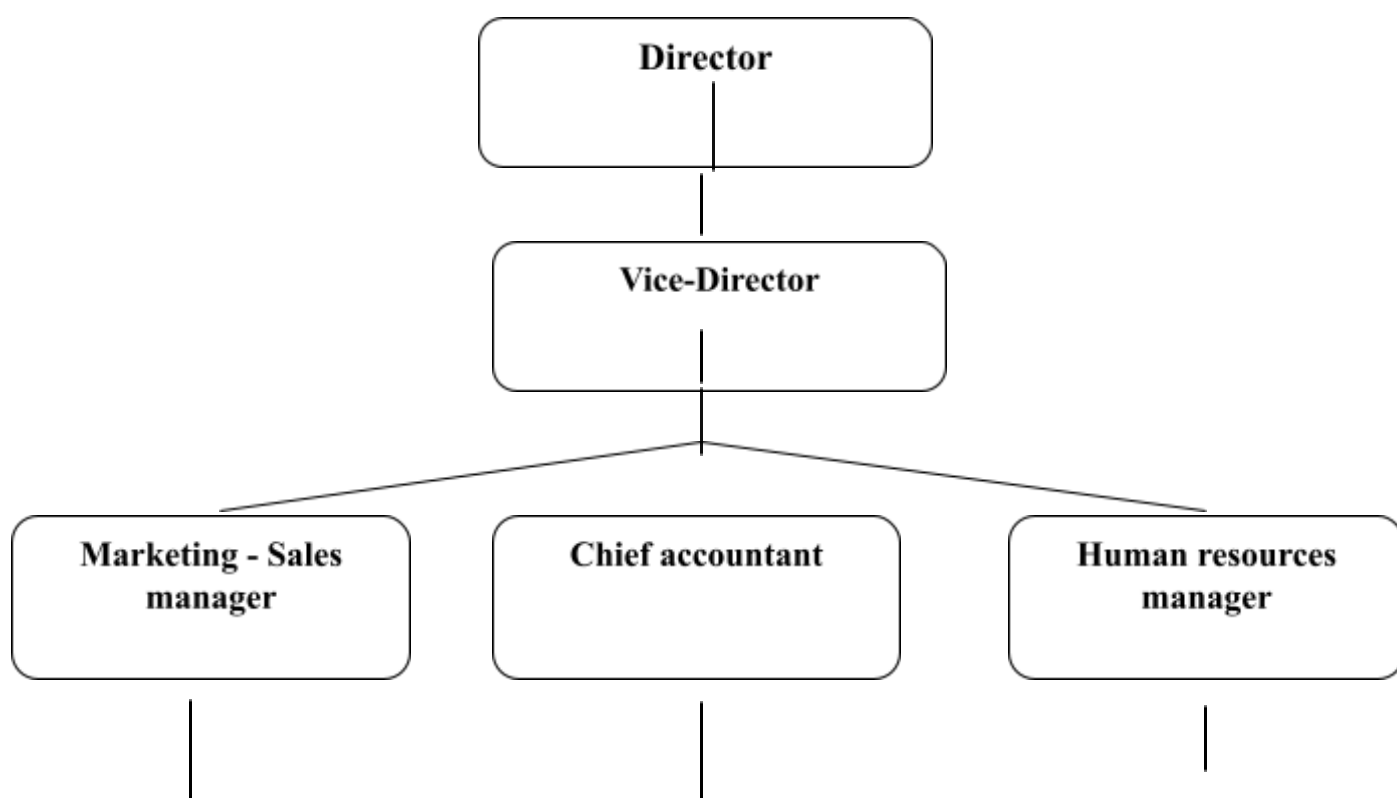 Director
Vice-Director
Marketing - Sales
manager
Chief accountant
Human resources
manager